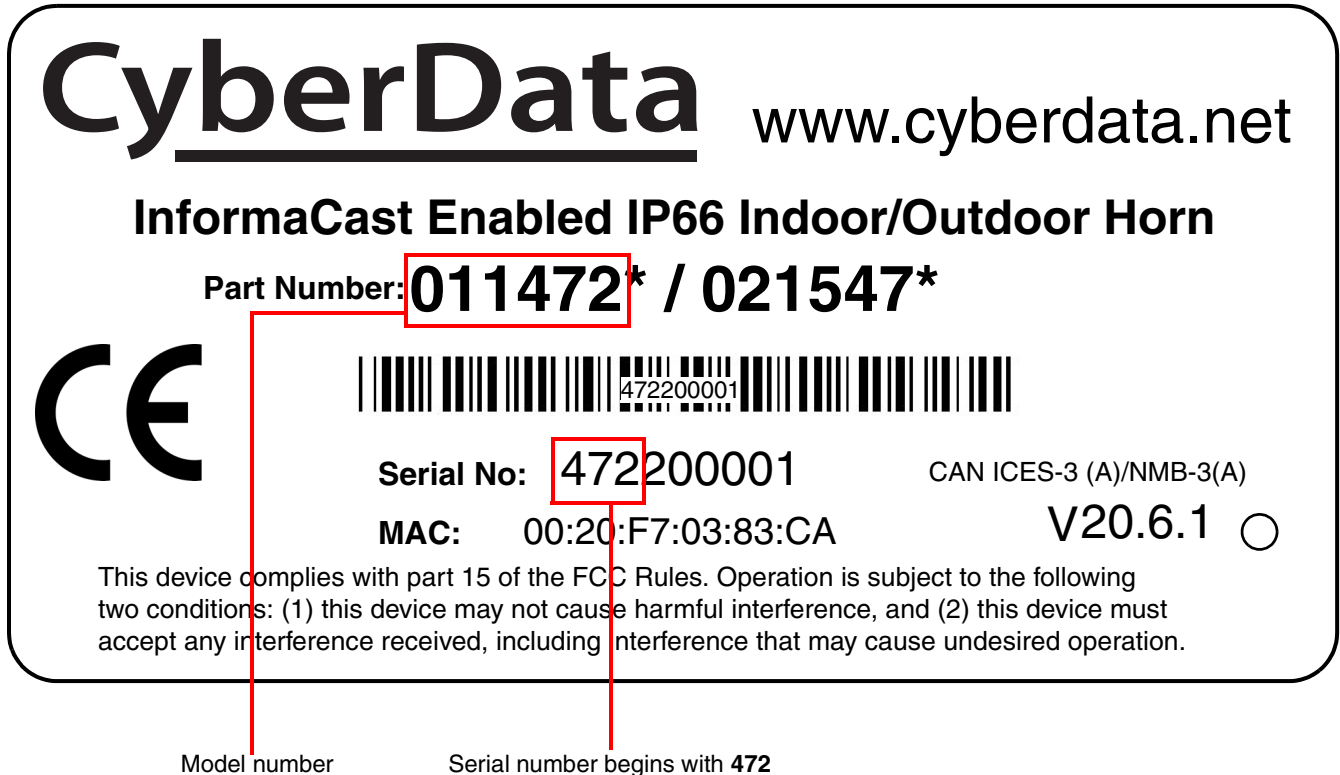 CyberData www.cyberdata.net
InformaCast Enabled IP66 Indoor/Outdoor Horn
Part Number: 011472* / 021547*
472200001
Serial No: 472200001 CAN ICES-3 (A)/NMB-3(A)
MAC: 00:20:F7:03:83:CA V20.6.1
This device complies with part 15 of the FCC Rules. Operation is subject to the following
two conditions: (1) this device may not cause harmful interference, and (2) this device must
accept any interference received, including interference that may cause undesired operation.
Model number Serial number begins with 472